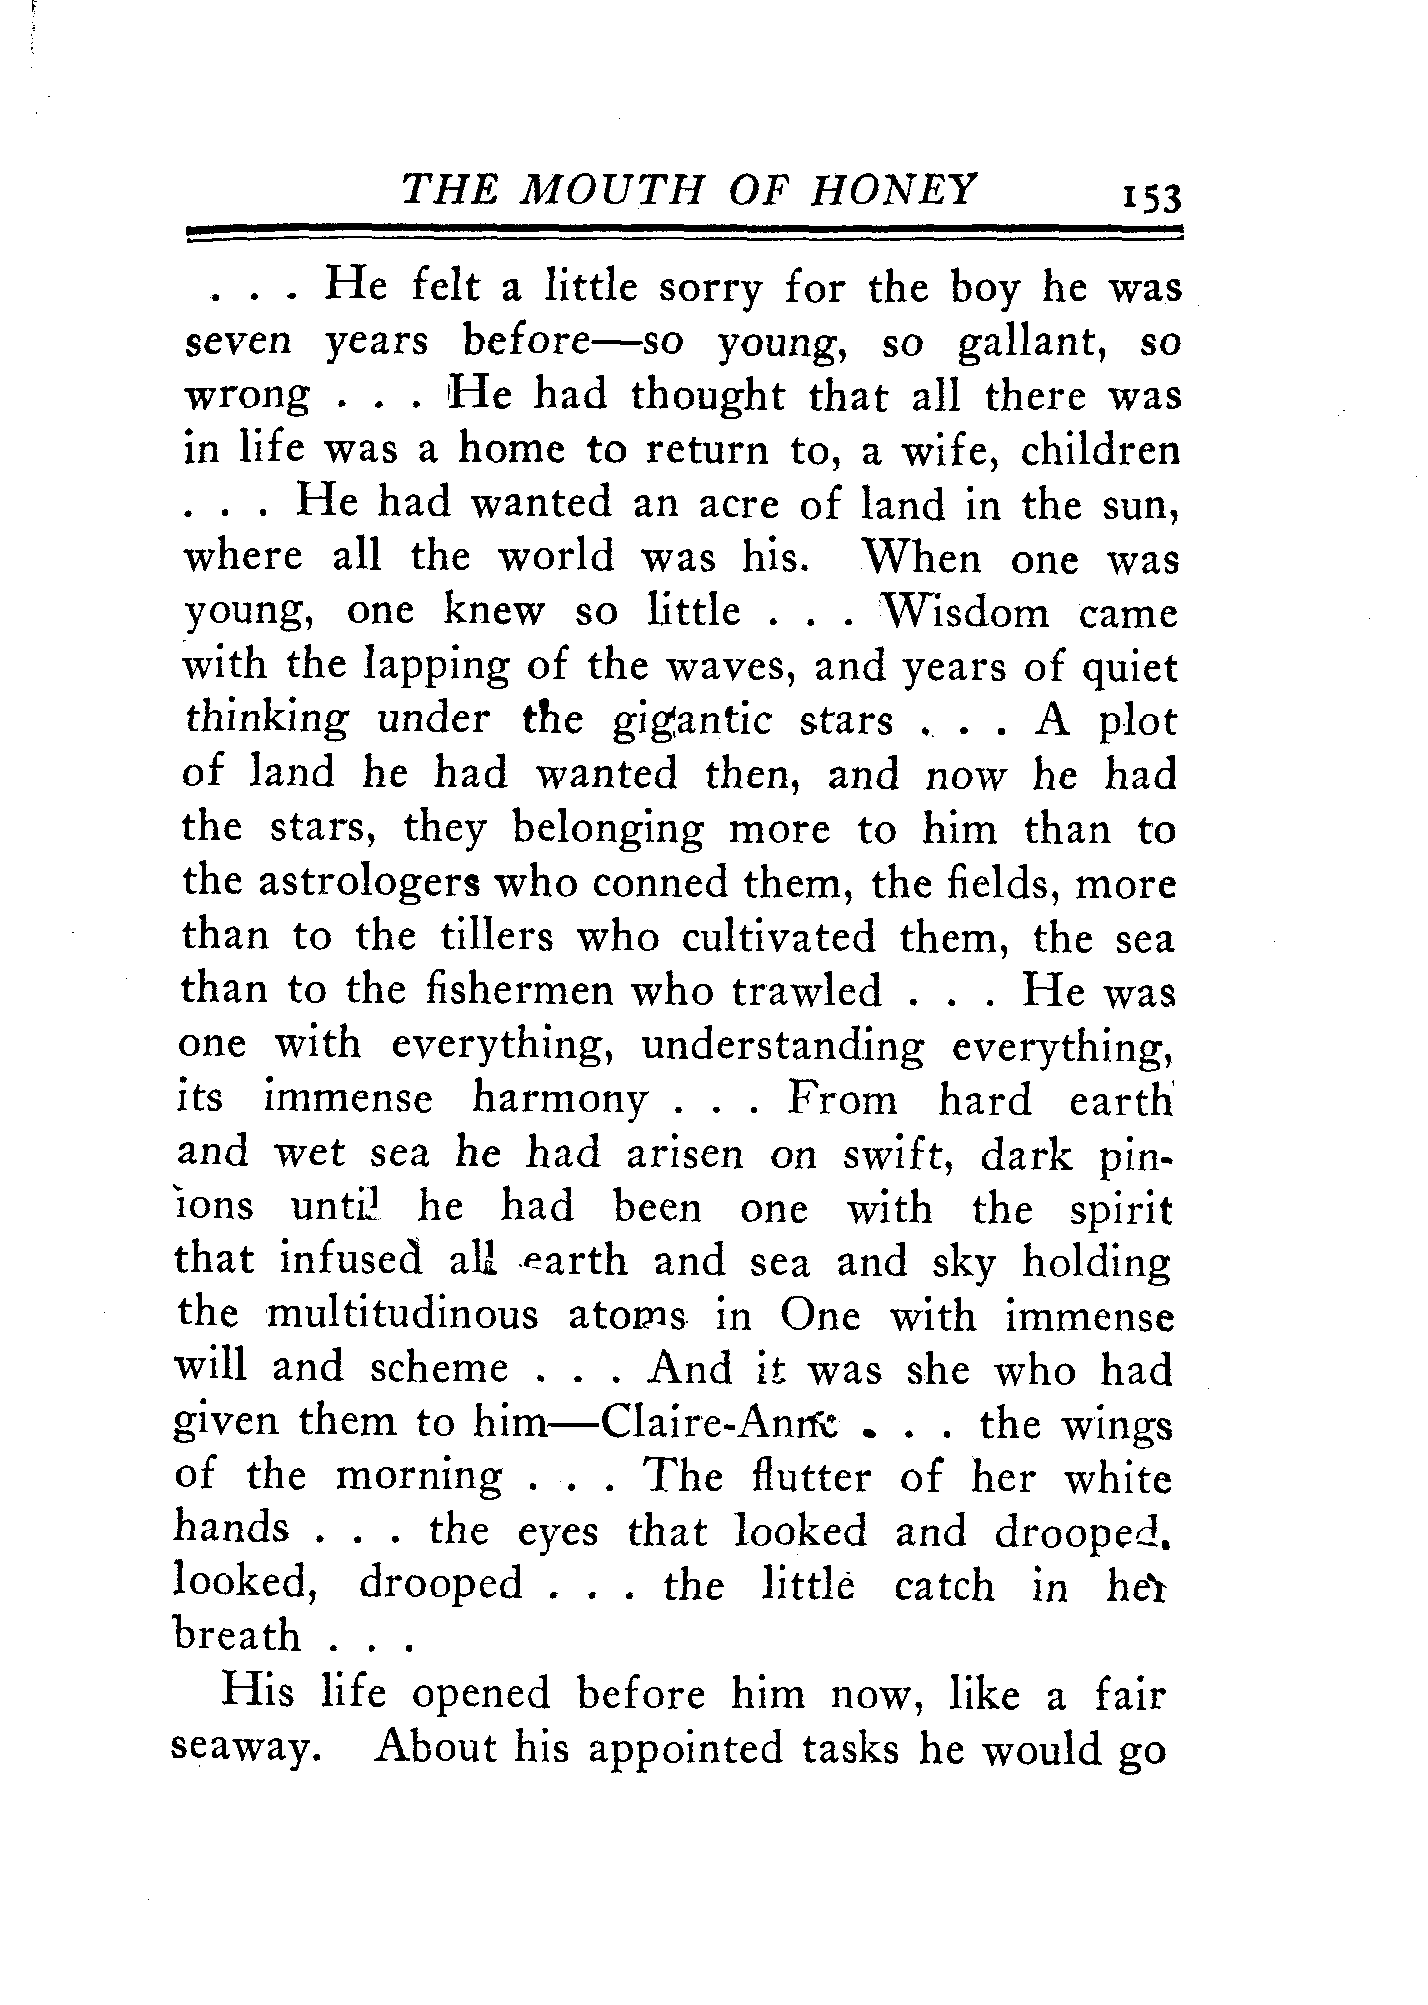 THE MOUTH OF HONEY 153
. . . He felt a little sorry for the boy he was
seven years before—so young, so gallant, so
wrong . . . He had thought that all there was
in life was a home to return to, a wife, children
. . . He had wanted an acre of land in the sun,
where all the world was his. When one was
young, one knew so little . . . Wisdom came
with the lapping of the waves, and years of quiet
thinking under the gigantic stars . . . A plot
of land he had wanted then, and now he had
the stars, they belonging more to him than to
the astrologers who conned them, the fields, more
than to the tillers who cultivated them, the sea
than to the fishermen who trawled . . . He was
one with everything, understanding everything,
its immense harmony . . . From hard earth
and wet sea he had arisen on swift, dark pin-
ions until he had been one with the spirit
that infused all earth and sea and sky holding
the multitudinous atoms in One with immense
will and scheme . . . And it was she who had
given them to him—Claire-Anne . . . the wings
of the morning . . . The flutter of her white
hands . . . the eyes that looked and drooped,
looked, drooped . . . the little catch in her
breath . . .
His life opened before him now, like a fair
seaway. About his appointed tasks he would go